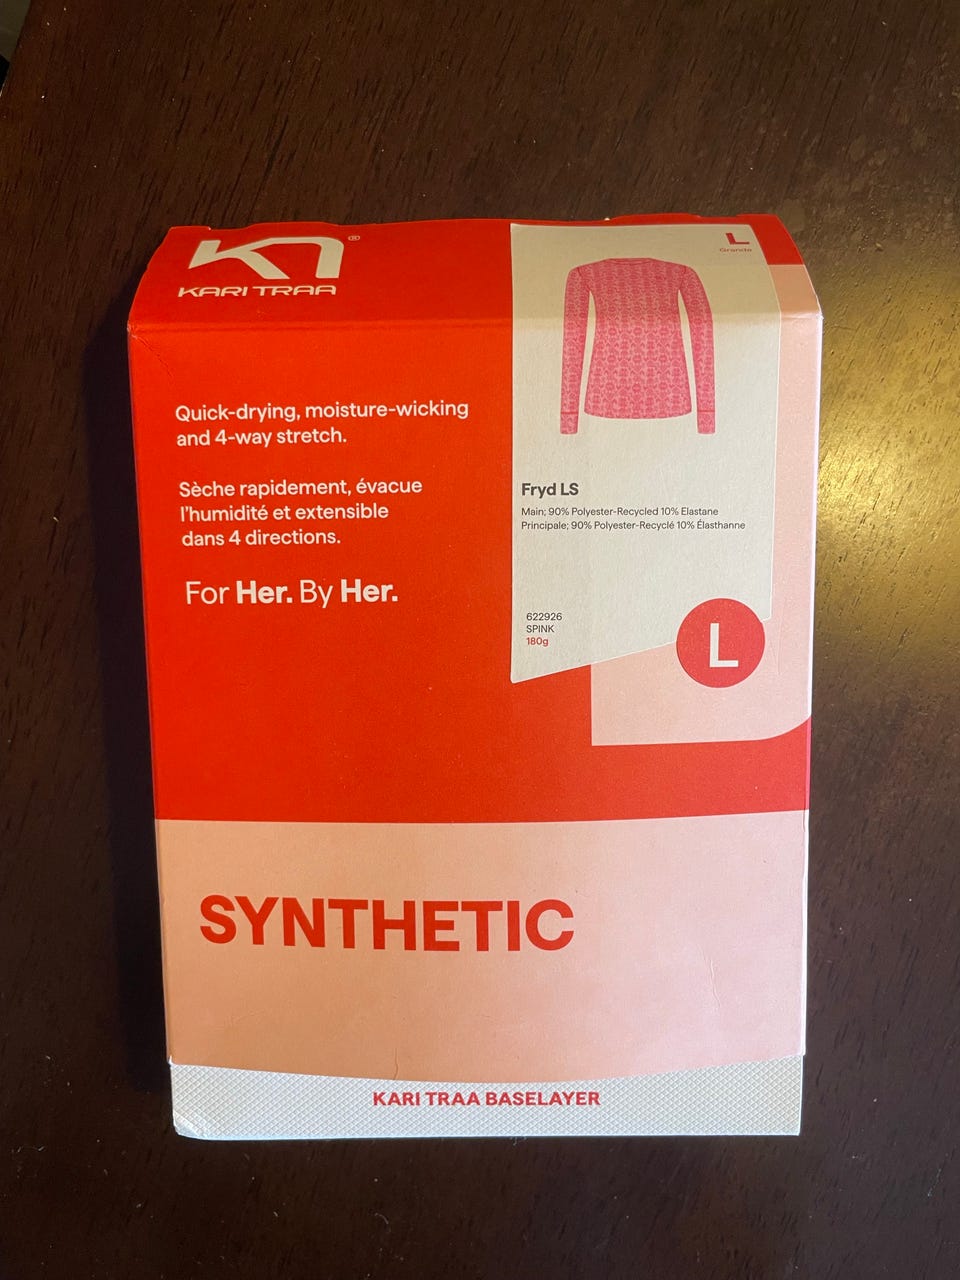 K1®
KARI TRAA
L
Grande
Quick-drying, moisture-wicking
and 4-way stretch.
Sèche rapidement, évacue
l'humidité et extensible
dans 4 directions.
For Her. By Her.
Fryd LS
Main; 90% Polyester-Recycled 10% Elastane
Principale; 90% Polyester-Recyclé 10% Élasthanne
622926
SPINK
180g
L
SYNTHETIC
KARI TRAA BASELAYER